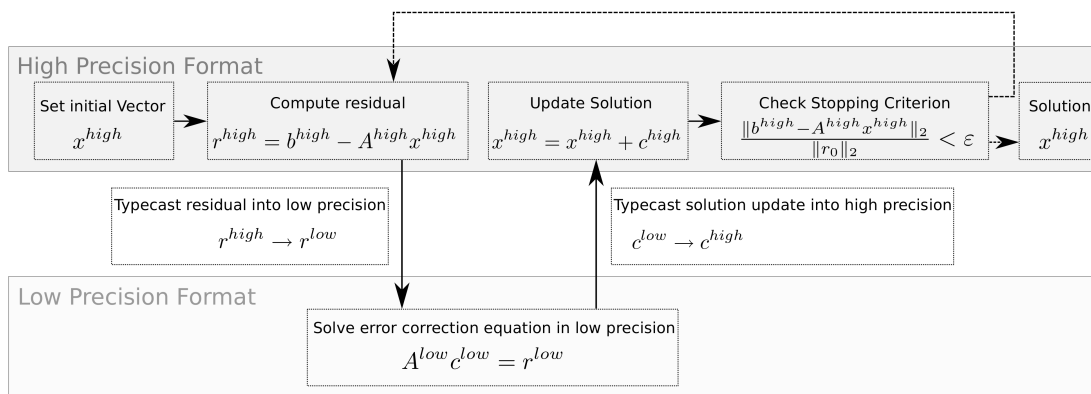 High Precision Format
Set initial Vector
x^{high}
Compute residual
r^{high} = b^{high} − A^{high}x^{high}
Update Solution
x^{high} = x^{high} + c^{high}
Check Stopping Criterion
‖b^{high}−A^{high}x^{high}‖_2
‖r_0‖_2
< ε
Solution
x^{high}
Typecast residual into low precision
r^{high} → r^{low}
Typecast solution update into high precision
c^{low} → c^{high}
Low Precision Format
Solve error correction equation in low precision
A^{low}c^{low} = r^{low}